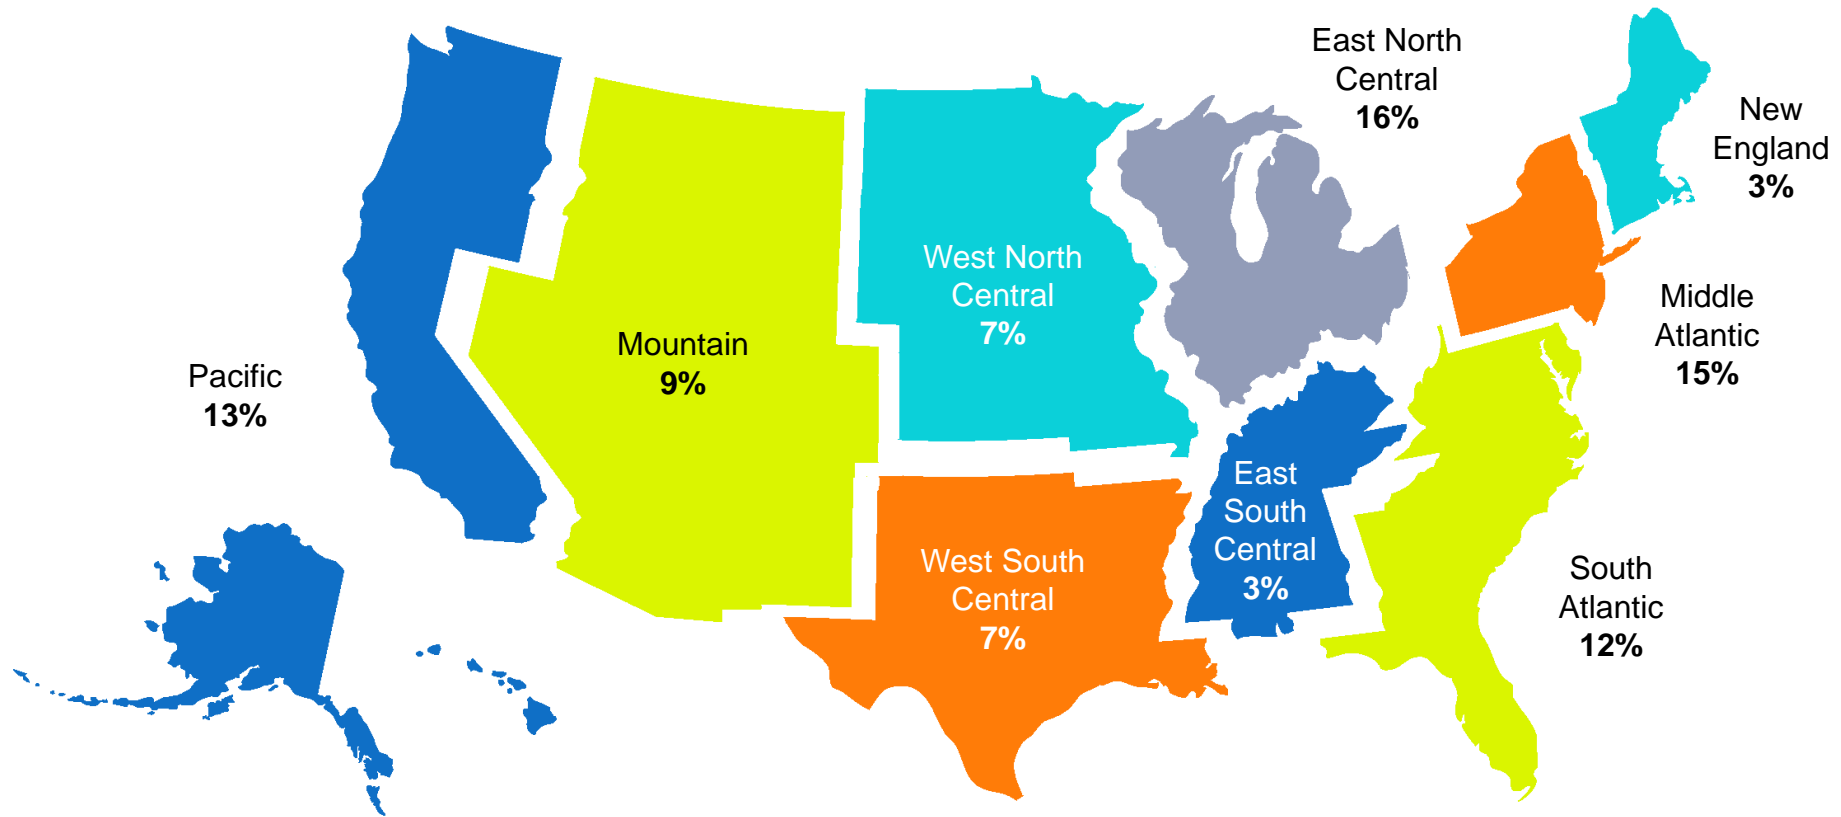 East North
Central
16%
New
England
3%
West North
Central
7%
Middle
Atlantic
15%
Mountain
9%
Pacific
13%
East
South
Central
3%
West South
Central
7%
South
Atlantic
12%